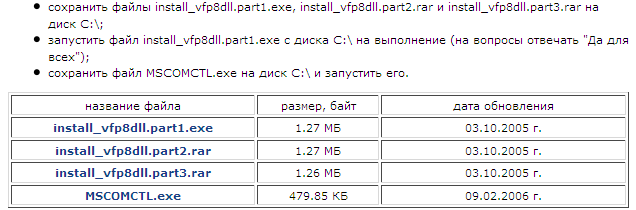 • сохранить файлы install_vfp8dll.part1.exe, install_vfp8dll.part2.rar и install_vfp8dll.part3.rar на
диск C:\;
• запустить файл install_vfp8dll.part1.exe с диска C:\ на выполнение (на вопросы отвечать "Да для
всех");
• сохранить файл MSCOMCTL.exe на диск C:\ и запустить его.
название файла размер, байт дата обновления
install_vfp8dll.part1.exe 1.27 МБ 03.10.2005 г.
install_vfp8dll.part2.rar 1.27 МБ 03.10.2005 г.
install_vfp8dll.part3.rar 1.26 МБ 03.10.2005 г.
MSCOMCTL.exe 479.85 КБ 09.02.2006 г.